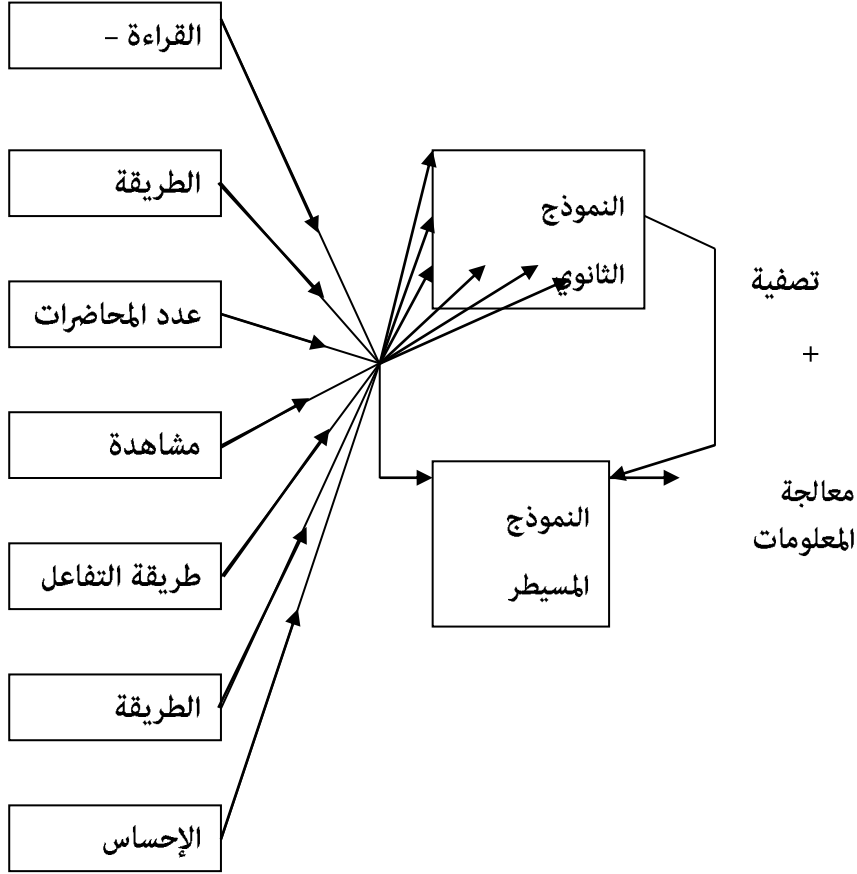 القراءة –
الطريقة
عدد المحاضرات
مشاهدة
طريقة التفاعل
الطريقة
الإحساس
النموذج
الثانوي
النموذج
المسيطر
تصفية
+
معالجة
المعلومات